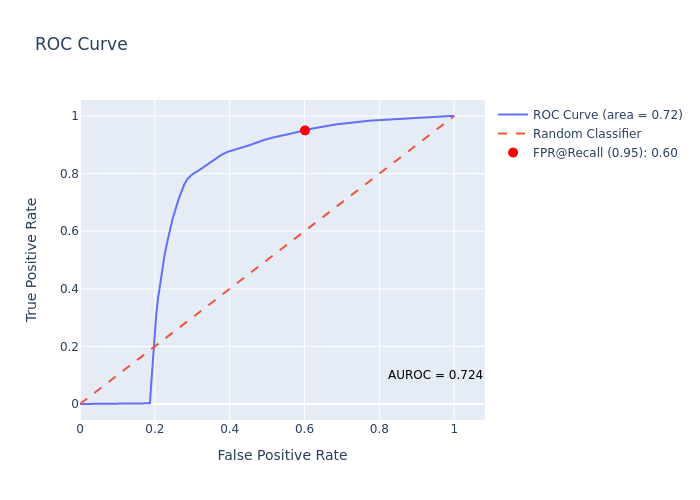 ROC Curve
ROC Curve (area = 0.72)
Random Classifier
FPR@Recall (0.95): 0.60
True Positive Rate
1
0.8
0.6
0.4
0.2
0
AUROC = 0.724
0
0.2
0.4
0.6
0.8
1
False Positive Rate